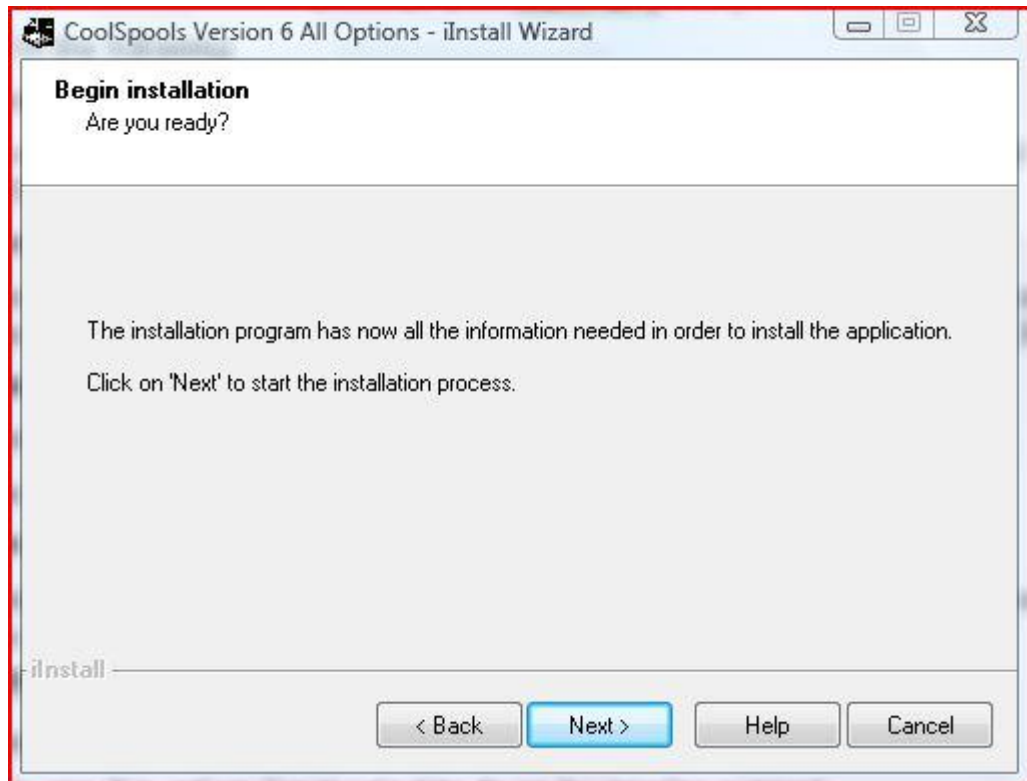 CoolSpools Version 6 All Options - iInstall Wizard
Begin installation
Are you ready?
The installation program has now all the information needed in order to install the application.
Click on 'Next' to start the installation process.
iInstall
< Back Next > Help Cancel